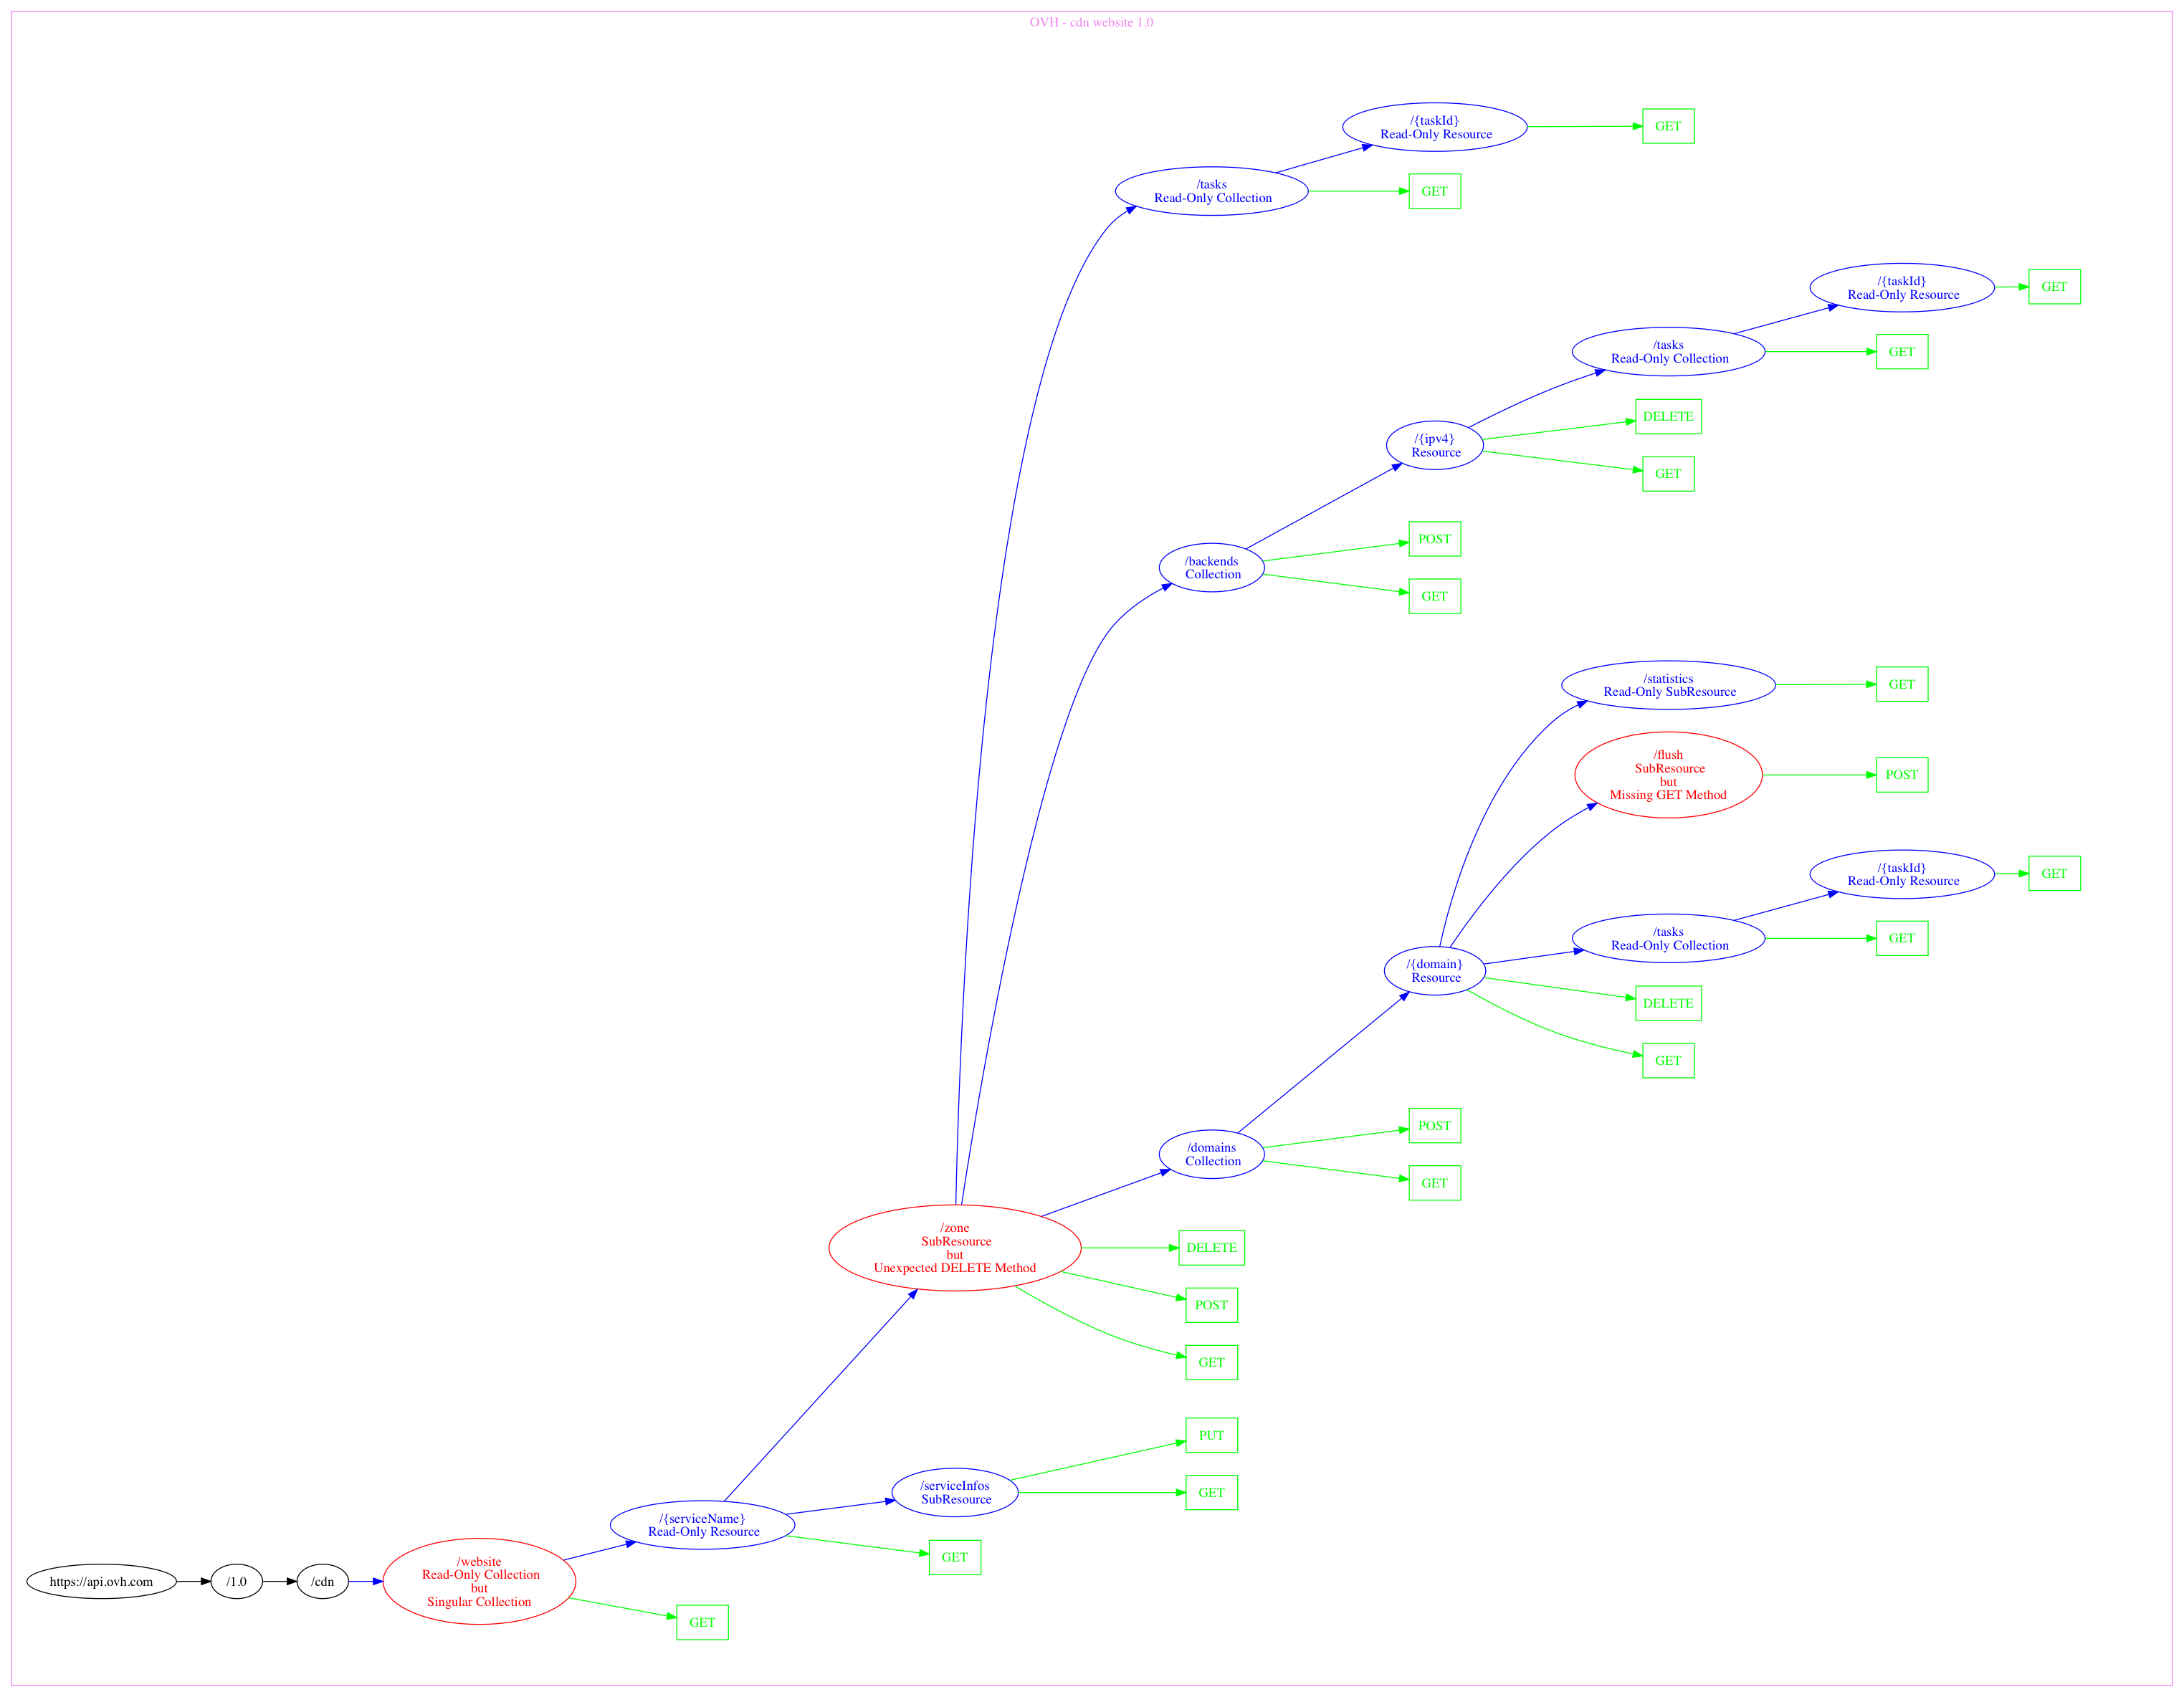 OVH - cdn website 1.0
/{taskId}
Read-Only Resource
GET
/tasks
Read-Only Collection
GET
/{taskId}
Read-Only Resource
GET
/tasks
Read-Only Collection
GET
DELETE
/{ipv4}
Resource
GET
POST
/backends
Collection
GET
/statistics
Read-Only SubResource
GET
/flush
SubResource
but
Missing GET Method
POST
/{taskId}
Read-Only Resource
GET
/tasks
Read-Only Collection
GET
/{domain}
Resource
DELETE
GET
POST
/domains
Collection
GET
/zone
SubResource
but
Unexpected DELETE Method
DELETE
POST
GET
PUT
/serviceInfos
SubResource
GET
/{serviceName}
Read-Only Resource
GET
https://api.ovh.com
/1.0
/cdn
/website
Read-Only Collection
but
Singular Collection
GET